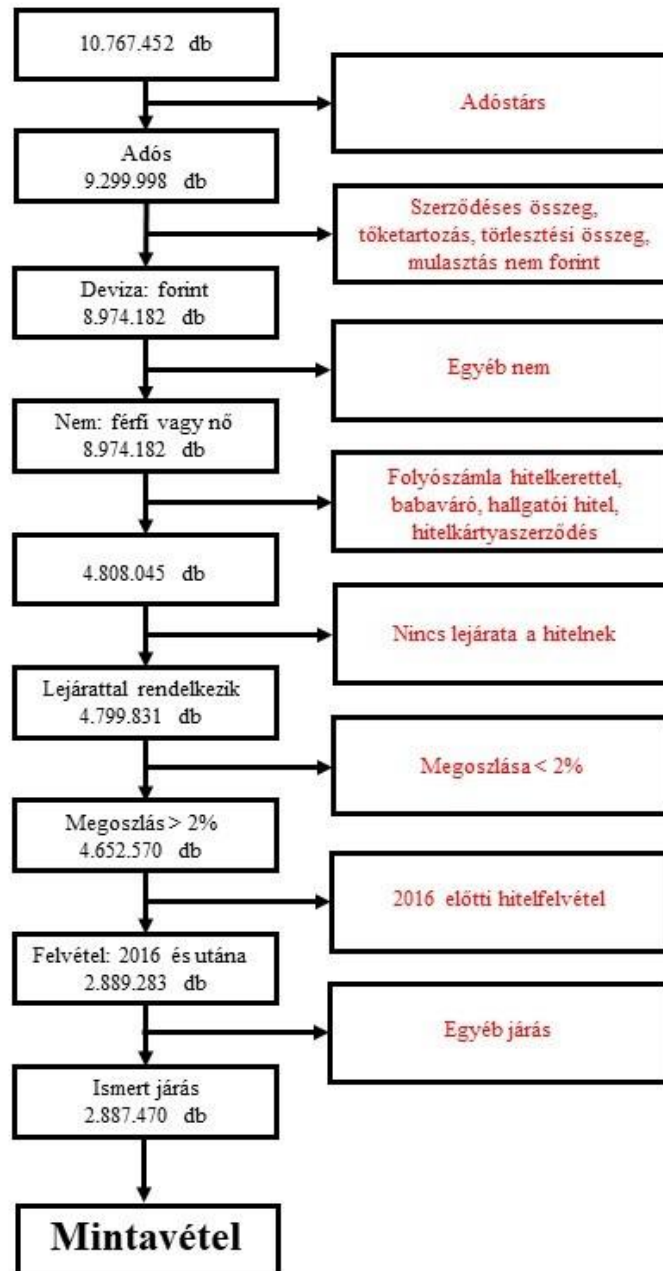 10.767.452 db
Adóstárs
Adós
9.299.998 db
Szerződéses összeg,
tőketartozás, törlesztési összeg,
mulasztás nem forint
Deviza: forint
8.974.182 db
Egyéb nem
Nem: férfi vagy nő
8.974.182 db
Folyószámla hitelkerettel,
babaváró, hallgatói hitel,
hitelkártyaszerződés
4.808.045 db
Nincs lejárata a hitelnek
Lejárattal rendelkezik
4.799.831 db
Megoszlása < 2%
Megoszlás > 2%
4.652.570 db
2016 előtti hitelfelvétel
Felvétel: 2016 és utána
2.889.283 db
Egyéb járás
Ismert járás
2.887.470 db
Mintavétel